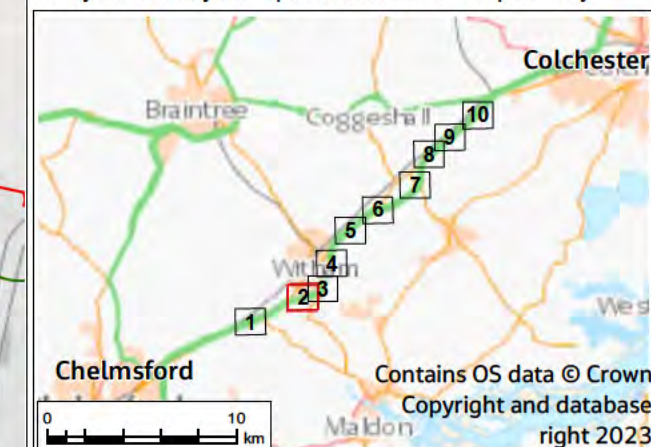 Colchester
Braintree
Coggeshall
10
9
8
7
6
5
4
Witham
2
3
1
West
Chelmsford
Contains OS data © Crown
Copyright and database
right 2023
Maldon
0
10
km